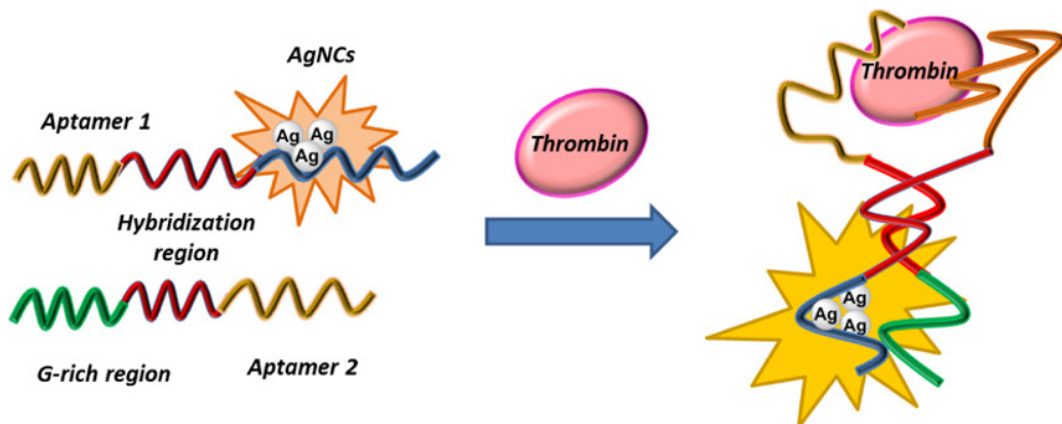 AgNCs
Aptamer 1
Ag
Ag
Ag
Hybridization
region
G-rich region
Aptamer 2
Thrombin
Thrombin
Ag
Ag
Ag